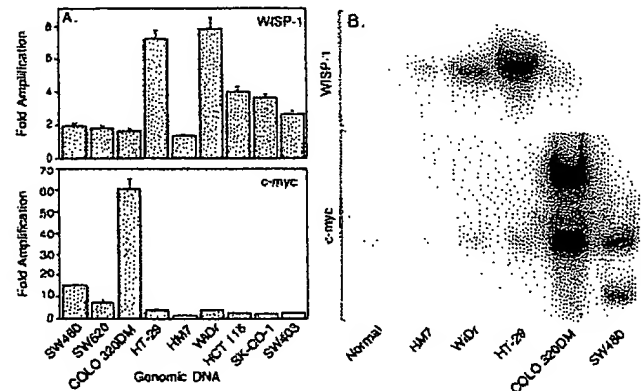 A.
WISP-1
Fold Amplification
8
6
4
2
0
c-myc
Fold Amplification
70
60
50
40
30
20
10
0
SW480
SW620
COLO 320DM
HT-29
HM7
WiDr
HCT 116
SK-CO-1
SW403
Genomic DNA
B.
WISP-1
c-myc
Normal
HM7
WiDr
HT-29
COLO 320DM
SW480